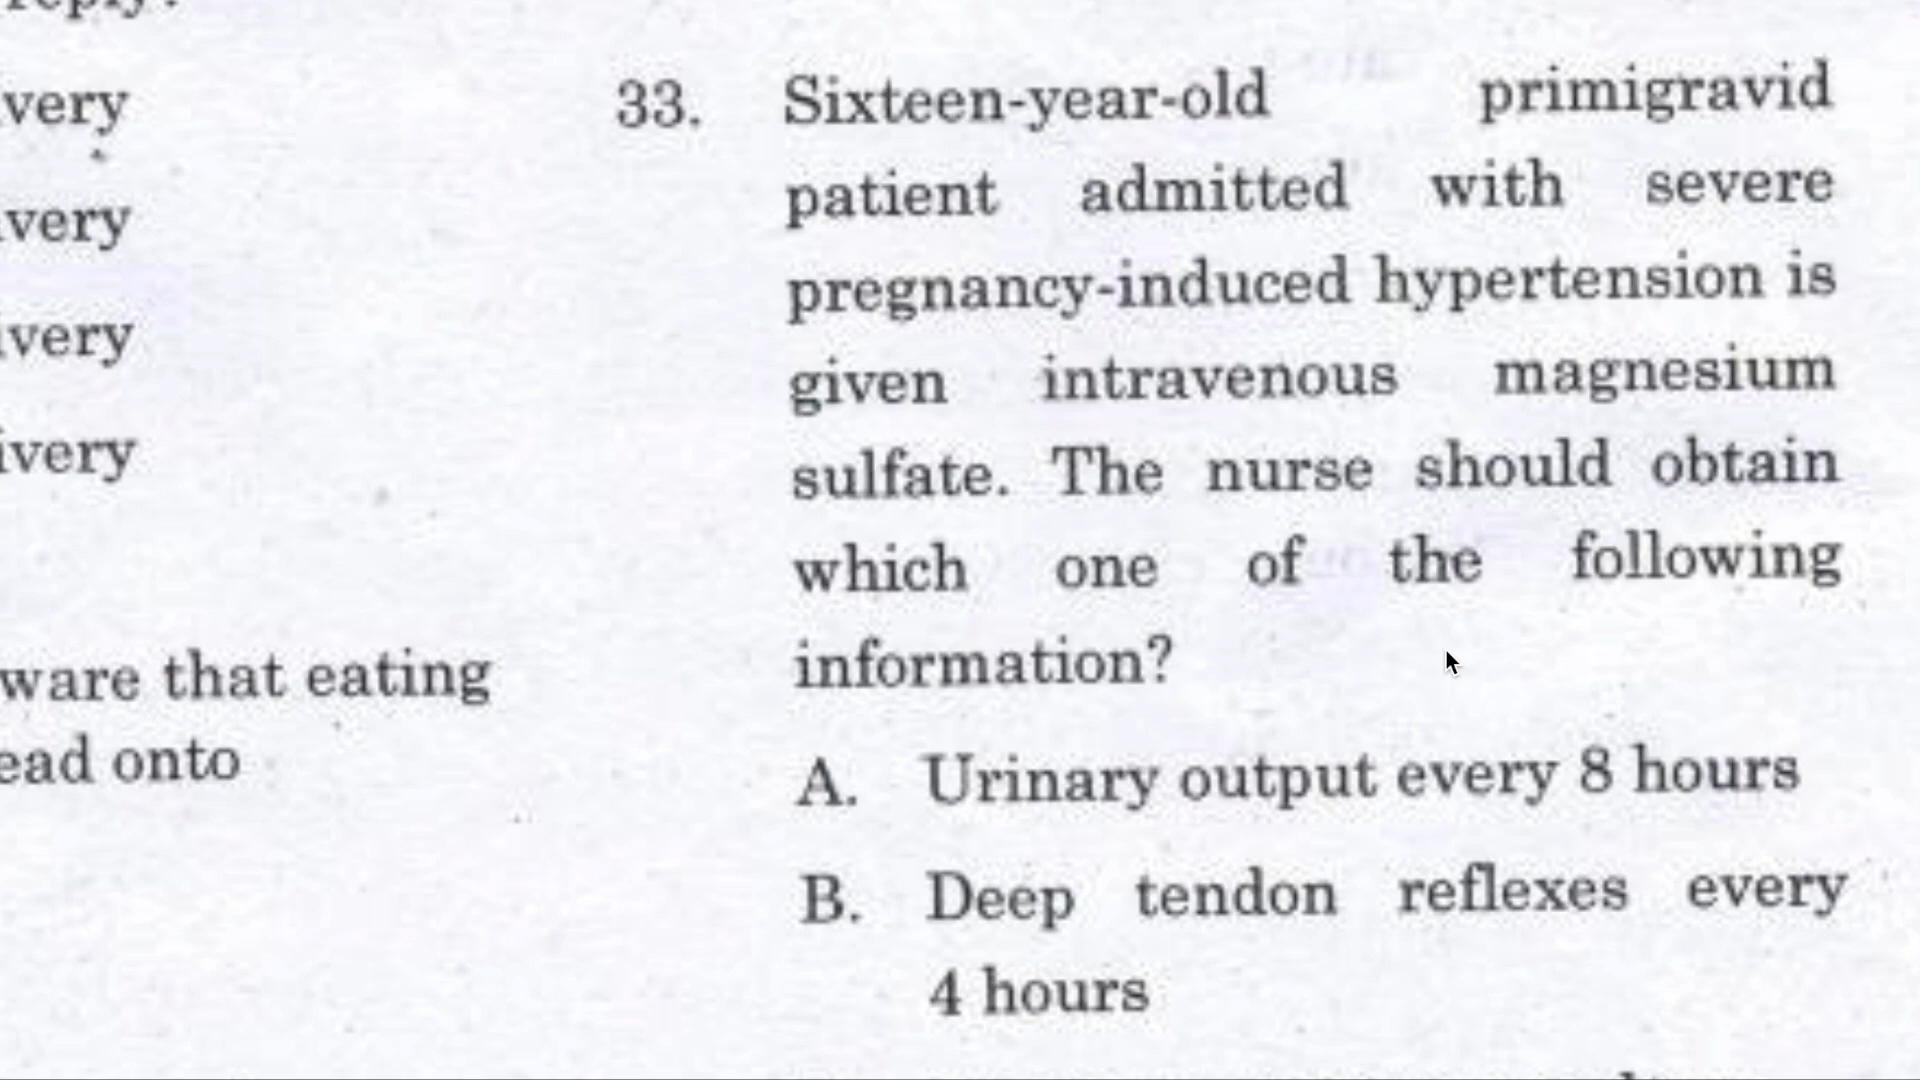 reply?
very
very
ivery
ivery
ware that eating
ead onto
33. Sixteen-year-old primigravid
patient admitted with severe
pregnancy-induced hypertension is
given intravenous magnesium
sulfate. The nurse should obtain
which one of the following
information?
A. Urinary output every 8 hours
B. Deep tendon reflexes every
4 hours